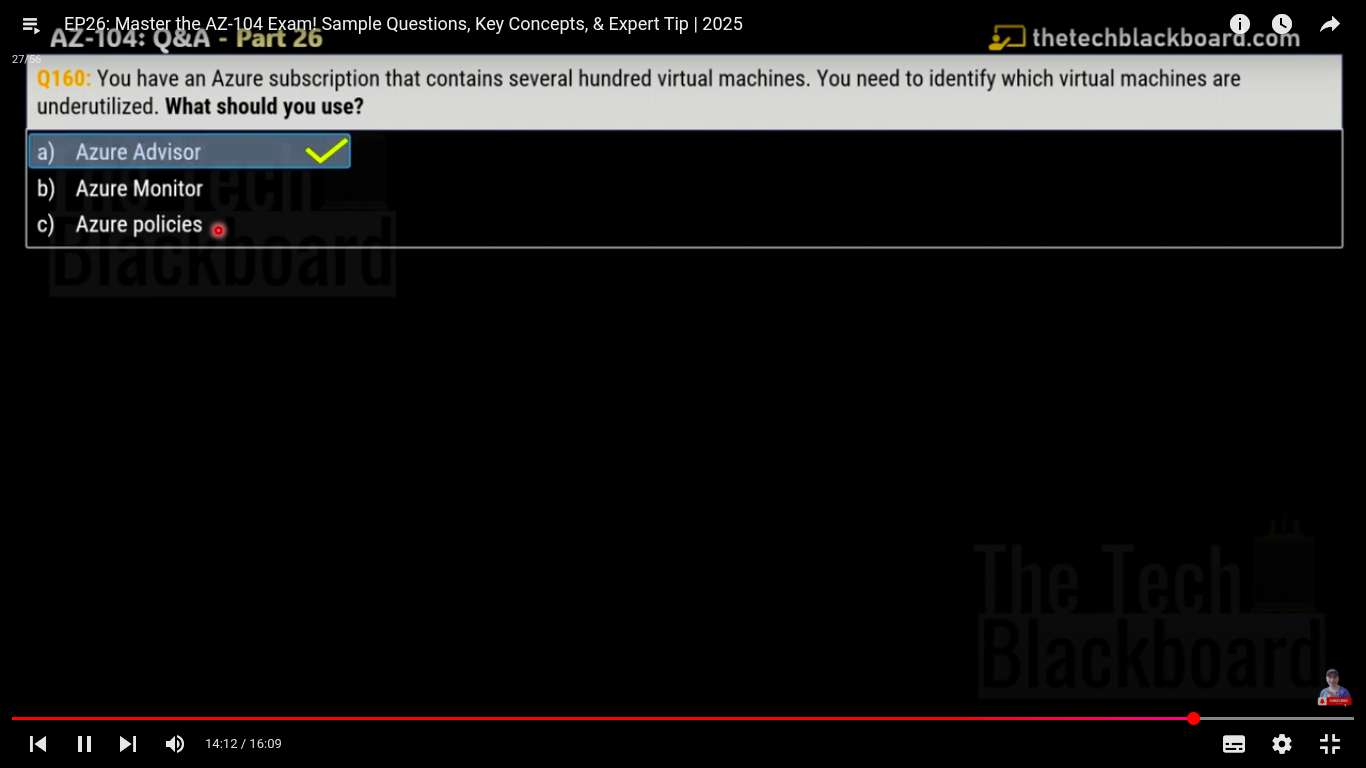 EP26: Master the AZ-104 Exam! Sample Questions, Key Concepts, & Expert Tip | 2025
AZ-104: Q&A - Part 26
thetechblackboard.com
27/56
Q160: You have an Azure subscription that contains several hundred virtual machines. You need to identify which virtual machines are
underutilized. What should you use?
a) Azure Advisor
b) Azure Monitor
c) Azure policies
The Tech
Blackboard
The Tech
Blackboard
14:12 / 16:09